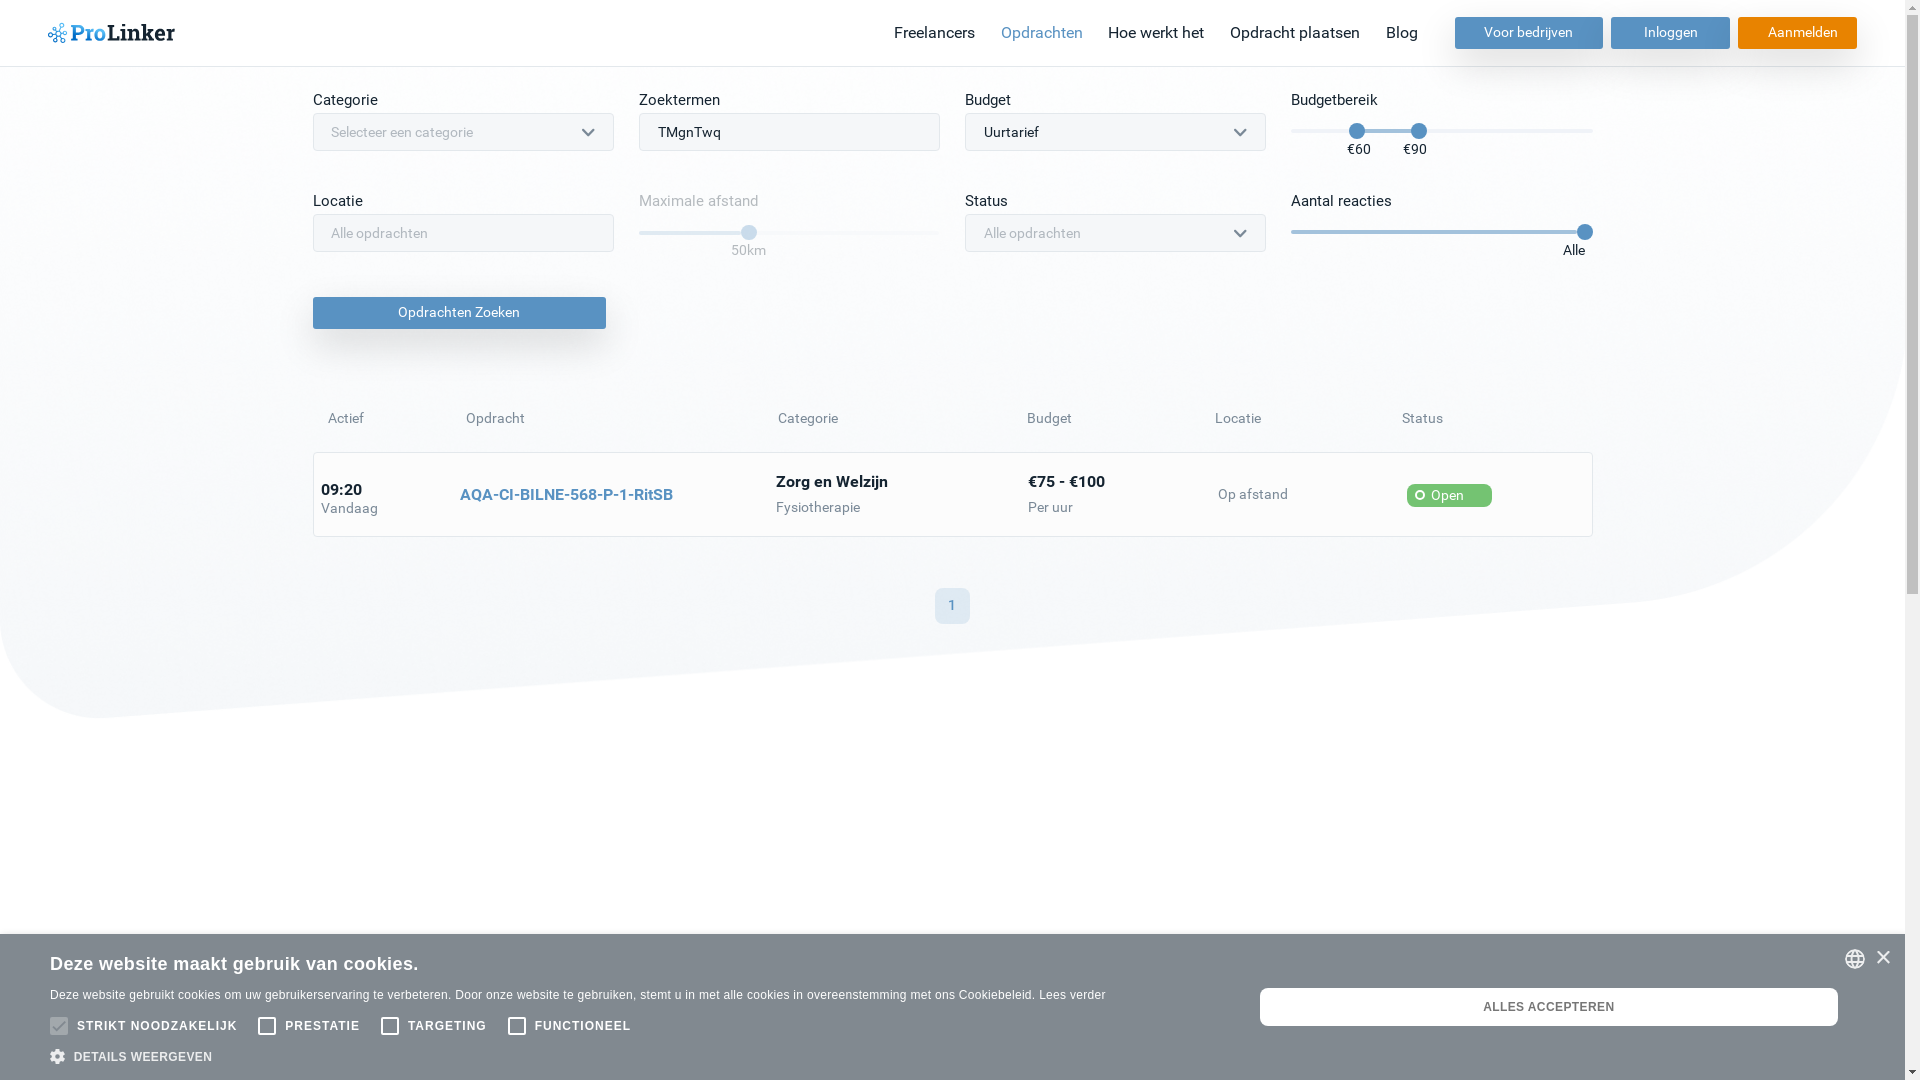 ProLinker
Freelancers Opdrachten Hoe werkt het Opdracht plaatsen Blog Voor bedrijven Inloggen Aanmelden
Categorie Zoektermen Budget Budgetbereik
Selecteer een categorie TMgnTwq Uurtarief
€60 €90
Locatie Maximale afstand Status Aantal reacties
Alle opdrachten Alle opdrachten
50km Alle
Opdrachten Zoeken
Actief Opdracht Categorie Budget Locatie Status
09:20 AQA-CI-BILNE-568-P-1-RitSB Zorg en Welzijn €75 - €100 Op afstand Open
Vandaag Fysiotherapie Per uur
1
Deze website maakt gebruik van cookies.
Deze website gebruikt cookies om uw gebruikerservaring te verbeteren. Door onze website te gebruiken, stemt u in met alle cookies in overeenstemming met ons Cookiebeleid. Lees verder
ALLES ACCEPTEREN
STRIKT NOODZAKELIJK PRESTATIE TARGETING FUNCTIONEEL
DETAILS WEERGEVEN